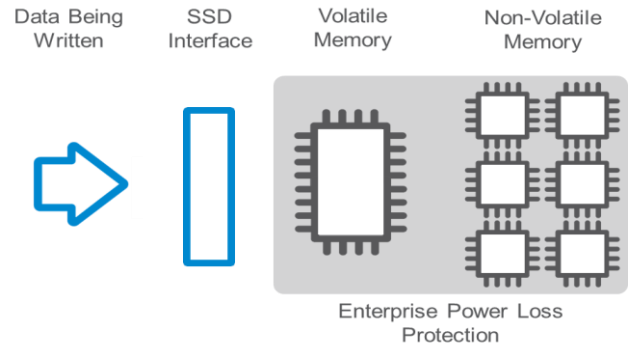 Data Being
Written
SSD
Interface
Volatile
Memory
Non-Volatile
Memory
Enterprise Power Loss
Protection